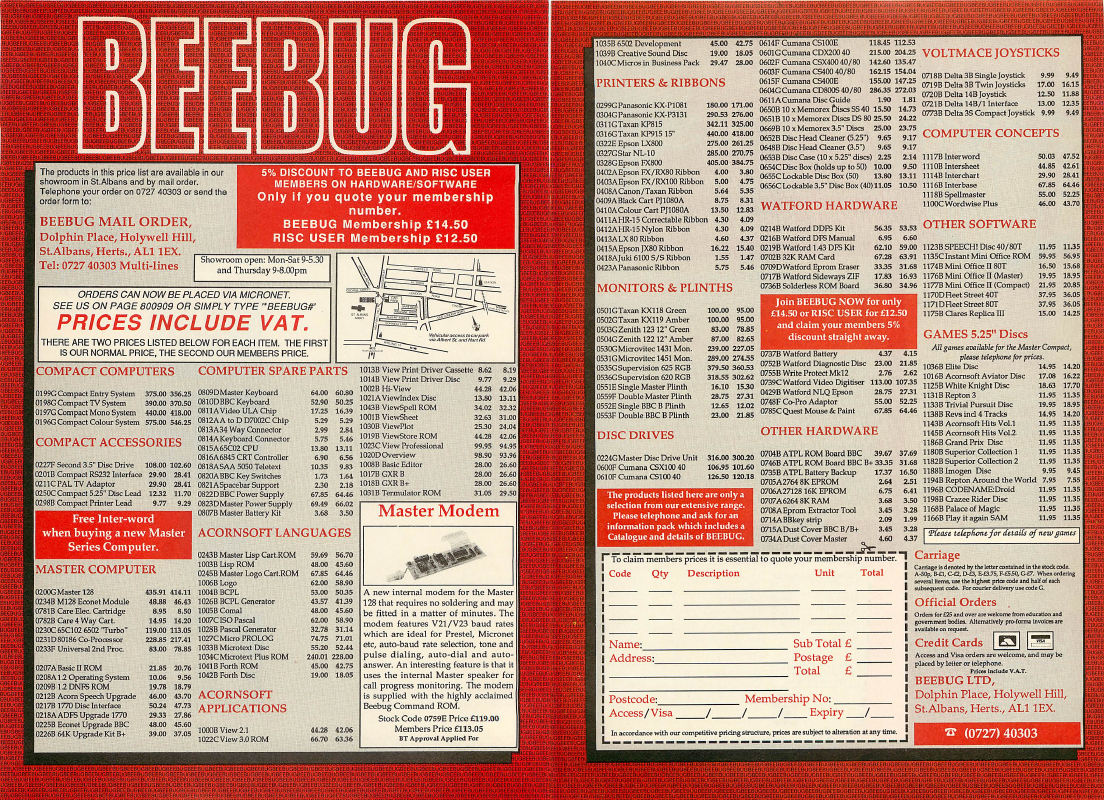 BEEBUG
The products in this price list are available in our
showroom in St.Albans and by mail order.
Telephone your order on 0727 40303 or send the
order form to:
BEEBUG MAIL ORDER,
Dolphin Place, Holywell Hill,
St.Albans, Herts., AL1 1EX.
Tel: 0727 40303 Multi-lines
5% DISCOUNT TO BEEBUG AND RISC USER
MEMBERS ON HARDWARE/SOFTWARE
Only if you quote your membership
number.
BEEBUG Membership £14.50
RISC USER Membership £12.50
Showroom open: Mon-Sat 9-5.30
and Thursday 9-8.00pm
Vehicular access to car park
via Albert St. and Hart Rd.
ORDERS CAN NOW BE PLACED VIA MICRONET.
SEE US ON PAGE 800909 OR SIMPLY TYPE '*BEEBUG#'
PRICES INCLUDE VAT.
THERE ARE TWO PRICES LISTED BELOW FOR EACH ITEM. THE FIRST
IS OUR NORMAL PRICE, THE SECOND OUR MEMBERS PRICE.
COMPACT COMPUTERS
0199G Compact Entry System 375.00 356.25
0198G Compact TV System 390.00 370.50
0197G Compact Mono System 440.00 418.00
0196G Compact Colour System 575.00 546.25
COMPACT ACCESSORIES
0227F Second 3.5" Disc Drive 108.00 102.60
0201B Compact RS232 Interface 29.90 28.41
0211C PAL TV Adaptor 29.90 28.41
0250C Compact 5.25" Disc Lead 12.32 11.70
0298B Compact Printer Lead 9.77 9.29
Free Inter-word
when buying a new Master
Series Computer.
MASTER COMPUTER
0200G Master 128 435.91 414.11
0234B M128 Econet Module 48.88 46.43
0781B Care Elec. Cartridge 8.95 8.50
0782B Care 4 Way Cart. 14.95 14.20
0230C 65C102 6502 "Turbo" 119.00 113.05
0231D 80186 Co-Processor 228.85 217.41
0233F Universal 2nd Proc. 83.00 78.85
0207A Basic II ROM 21.85 20.76
0208A 1.2 Operating System 10.06 9.56
0209B 1.2 DNFS ROM 19.78 18.79
0212B Acorn Speech Upgrade 46.00 43.70
0217B 1770 Disc Interface 50.24 47.73
0218A ADFS Upgrade 1770 29.33 27.86
0225B Econet Upgrade BBC 48.00 45.60
0226B 64K Upgrade Kit B+ 39.00 37.05
COMPUTER SPARE PARTS
0809D Master Keyboard 64.00 60.80
0810D BBC Keyboard 52.90 50.25
0811A Video ULA Chip 17.25 16.39
0812A A to D D7002C Chip 5.29 5.29
0813A 34 Way Connector 2.99 2.84
0814A Keyboard Connector 5.75 5.46
0815A 65C02 CPU 13.80 13.11
0816A 6845 CRT Controller 6.90 6.56
0818A SAA 5050 Teletext 10.35 9.83
0820A BBC Key Switches 1.73 1.64
0821A Spacebar Support 2.30 2.18
0822D BBC Power Supply 67.85 64.46
0823D Master Power Supply 69.49 66.02
0807B Master Battery Kit 3.68 3.50
ACORNSOFT LANGUAGES
0243B Master Lisp Cart.ROM 59.69 56.70
1003B Lisp ROM 48.00 45.60
0245B Master Logo Cart.ROM 67.85 64.46
1006B Logo 62.00 58.90
1004B BCPL 53.00 50.35
1026B BCPL Generator 43.57 41.39
1005B Comal 48.00 45.60
1007C ISO Pascal 62.00 58.90
1028B Pascal Generator 32.78 31.14
1027C Micro PROLOG 74.75 71.01
1033B Microtext Disc 55.20 52.44
1034C Microtext Plus ROM 240.01 228.00
1041B Forth ROM 45.00 42.75
1042B Forth Disc 19.00 18.05
ACORNSOFT
APPLICATIONS
1000B View 2.1 44.28 42.06
1022C View 3.0 ROM 66.70 63.36
1013B View Print Driver Cassette 8.62 8.19
1014B View Print Driver Disc 9.77 9.29
1002B Hi-View 44.28 42.06
1021A ViewIndex Disc 13.80 13.11
1043B ViewSpell ROM 34.02 32.32
1001B ViewSheet 32.63 31.00
1030B ViewPlot 25.30 24.04
1019B ViewStore ROM 44.28 42.06
1023C View Professional 99.95 94.95
1020D Overview 98.90 93.96
1008B Basic Editor 28.00 26.60
1017B GXR B 28.00 26.60
1018B GXR B+ 28.00 26.60
1031B Termulator ROM 31.05 29.50
Master Modem
A new internal modem for the Master
128 that requires no soldering and may
be fitted in a matter of minutes. The
modem features V21/V23 baud rates
which are ideal for Prestel, Micronet
etc, auto-baud rate selection, tone and
pulse dialing, auto-dial and auto-
answer. An interesting feature is that it
uses the internal Master speaker for
call progress monitoring. The modem
is supplied with the highly acclaimed
Beebug Command ROM.
Stock Code 0759E Price £119.00
Members Price £113.05
BT Approval Applied For
1035B 6502 Development 45.00 42.75
1039B Creative Sound Disc 19.00 18.05
1040C Micros in Business Pack 29.47 28.00
PRINTERS & RIBBONS
0299G Panasonic KX-P1081 180.00 171.00
0304G Panasonic KX-P3131 290.53 276.00
0311G Taxan KP815 342.11 325.00
0316G Taxan KP915 15" 440.00 418.00
0322E Epson LX800 275.00 261.25
0327G Star NL-10 285.00 270.75
0328G Epson FX800 405.00 384.75
0402A Epson FX/RX80 Ribbon 4.00 3.80
0403A Epson FX/RX100 Ribbon 5.00 4.75
0408A Canon/Taxan Ribbon 5.64 5.35
0409A Black Cart PJ1080A 8.75 8.31
0410A Colour Cart PJ1080A 13.50 12.83
0411A HR-15 Correctable Ribbon 4.30 4.09
0412A HR-15 Nylon Ribbon 4.30 4.09
0413A LX 80 Ribbon 4.60 4.37
0415A Epson JX80 Ribbon 16.22 15.40
0418A Juki 6100 S/S Ribbon 1.55 1.47
0423A Panasonic Ribbon 5.75 5.46
MONITORS & PLINTHS
0501G Taxan KX118 Green 100.00 95.00
0502G Taxan KX119 Amber 100.00 95.00
0503G Zenith 123 12" Green 83.00 78.85
0504G Zenith 122 12" Amber 87.00 82.65
0530G Microvitec 1431 Mon. 239.00 227.05
0531G Microvitec 1451 Mon. 289.00 274.55
0535G Supervision 625 RGB 379.50 360.53
0536G Supervision 620 RGB 318.55 302.62
0551E Single Master Plinth 16.10 15.30
0559F Double Master Plinth 28.75 27.31
0552E Single BBC B Plinth 12.65 12.02
0553F Double BBC B Plinth 23.00 21.85
DISC DRIVES
0224G Master Disc Drive Unit 316.00 300.20
0600F Cumana CSX100 40 106.95 101.60
0610F Cumana CS100 40 126.50 120.18
The products listed here are only a
selection from our extensive range.
Please telephone and ask for an
information pack which includes a
Catalogue and details of BEEBUG.
0614F Cumana CS100E 118.45 112.53
0601G Cumana CDX200 40 215.00 204.25
0602F Cumana CSX400 40/80 142.60 135.47
0603F Cumana CS400 40/80 162.15 154.04
0615F Cumana CS400E 155.00 147.25
0604G Cumana CD800S 40/80 286.35 272.03
0611A Cumana Disc Guide 1.90 1.81
0650B 10 x Memorex Discs SS 40 15.50 14.73
0651B 10 x Memorex Discs DS 80 25.50 24.22
0669B 10 x Memorex 3.5" Discs 25.00 23.75
0652B Disc Head Cleaner (5.25") 9.65 9.17
0648B Disc Head Cleaner (3.5") 9.65 9.17
0653B Disc Case (10 x 5.25" discs) 2.25 2.14
0654C Disc Box (holds up to 50) 10.00 9.50
0655C Lockable Disc Box (50) 13.80 13.11
0656C Lockable 3.5" Disc Box (40) 11.05 10.50
WATFORD HARDWARE
0214B Watford DDFS Kit 56.35 53.53
0216B Watford DFS Manual 6.95 6.60
0219B Watford 1.43 DFS Kit 62.10 59.00
0702B 32K RAM Card 67.28 63.91
0709D Watford Eprom Eraser 33.35 31.68
0717B Watford Sideways ZIF 17.83 16.93
0736B Solderless ROM Board 36.80 34.96
Join BEEBUG NOW for only
£14.50 or RISC USER for £12.50
and claim your members 5%
discount straight away.
0737B Watford Battery 4.37 4.15
0752B Watford Diagnostic Disc 23.00 21.85
0755B Write Protect Mk12 2.76 2.62
0739C Watford Video Digitiser 113.00 107.35
0029B Watford NLQ Epson 28.75 27.31
0748F Co-Pro Adaptor 55.00 52.25
0785C Quest Mouse & Paint 67.85 64.46
OTHER HARDWARE
0704B ATPL ROM Board BBC 39.67 37.69
0746B ATPL ROM Board BBC B+ 33.35 31.68
0755B ATPL Battery Backup 17.37 16.50
0705A 2764 8K EPROM 2.64 2.51
0706A 27128 16K EPROM 6.75 6.41
0707A 6264 8K RAM 3.68 3.50
0708A Eprom Extractor Tool 3.45 3.28
0714A BBkey strip 2.09 1.99
0715A Dust Cover BBC B/B+ 3.45 3.28
0734A Dust Cover Master 4.60 4.37
VOLTMACE JOYSTICKS
0718B Delta 3B Single Joystick 9.99 9.49
0719B Delta 3B Twin Joysticks 17.00 16.15
0720B Delta 14B Joystick 12.50 11.88
0721B Delta 14B/1 Interface 13.00 12.35
0773B Delta 3S Compact Joystick 9.99 9.49
COMPUTER CONCEPTS
1117B Interword 50.03 47.52
1110B Intersheet 44.85 42.61
1114B Interchart 29.90 28.41
1116B Interbase 67.85 64.46
1118B Spellmaster 55.00 52.25
1100C Wordwise Plus 46.00 43.70
OTHER SOFTWARE
1123B SPEECH! Disc 40/80T 11.95 11.35
1135C Instant Mini Office ROM 59.95 56.95
1174B Mini Office II 80T 16.50 15.68
1176B Mini Office II (Master) 19.95 18.95
1177B Mini Office II (Compact) 21.95 20.85
1170D Fleet Street 40T 37.95 36.05
1171D Fleet Street 80T 37.95 36.05
1175B Clares Replica III 15.00 14.25
GAMES 5.25" Discs
All games available for the Master Compact,
please telephone for prices.
1036B Elite Disc 14.95 14.20
1016B Acornsoft Aviator Disc 17.08 16.22
1125B White Knight Disc 18.63 17.70
1131B Repton 3 11.95 11.35
1133B Trivial Pursuit Disc 19.95 18.95
1138B Revs incl 4 Tracks 14.95 14.20
1143B Acornsoft Hits Vol.1 11.95 11.35
1145B Acornsoft Hits Vol.2 11.95 11.35
1186B Grand Prix Disc 11.95 11.35
1180B Superior Collection 1 11.95 11.35
1182B Superior Collection 2 11.95 11.35
1188B Imogen Disc 9.95 9.45
1194B Repton Around the World 7.95 7.55
1196B CODENAME:Droid 11.95 11.35
1198B Crazee Rider Disc 11.95 11.35
1168B Palace of Magic 11.95 11.35
1166B Play it again SAM 11.95 11.35
Please telephone for details of new games
To claim members prices it is essential to quote your membership number.
Code Qty Description Unit Total
Name:
Address:
Sub Total £
Postage £
Total £
Postcode: Membership No:
Access/Visa / / / Expiry /
In accordance with our competitive pricing structure, prices are subject to alteration at any time.
Carriage
Carriage is denoted by the letter contained in the stock code.
A-50p, B-£1, C-£2, D-£3, E-£3.75, F-£5.50, G-£7. When ordering
several items, use the highest price code and half of each
subsequent code. For courier delivery use code G.
Official Orders
Orders for £25 and over are welcome from education and
government bodies. Alternatively pro-forma invoices are
available on request.
Credit Cards
VISA
Access and Visa orders are welcome, and may be
placed by letter or telephone.
Prices include V.A.T.
BEEBUG LTD,
Dolphin Place, Holywell Hill,
St.Albans, Herts., AL1 1EX.
☎ (0727) 40303